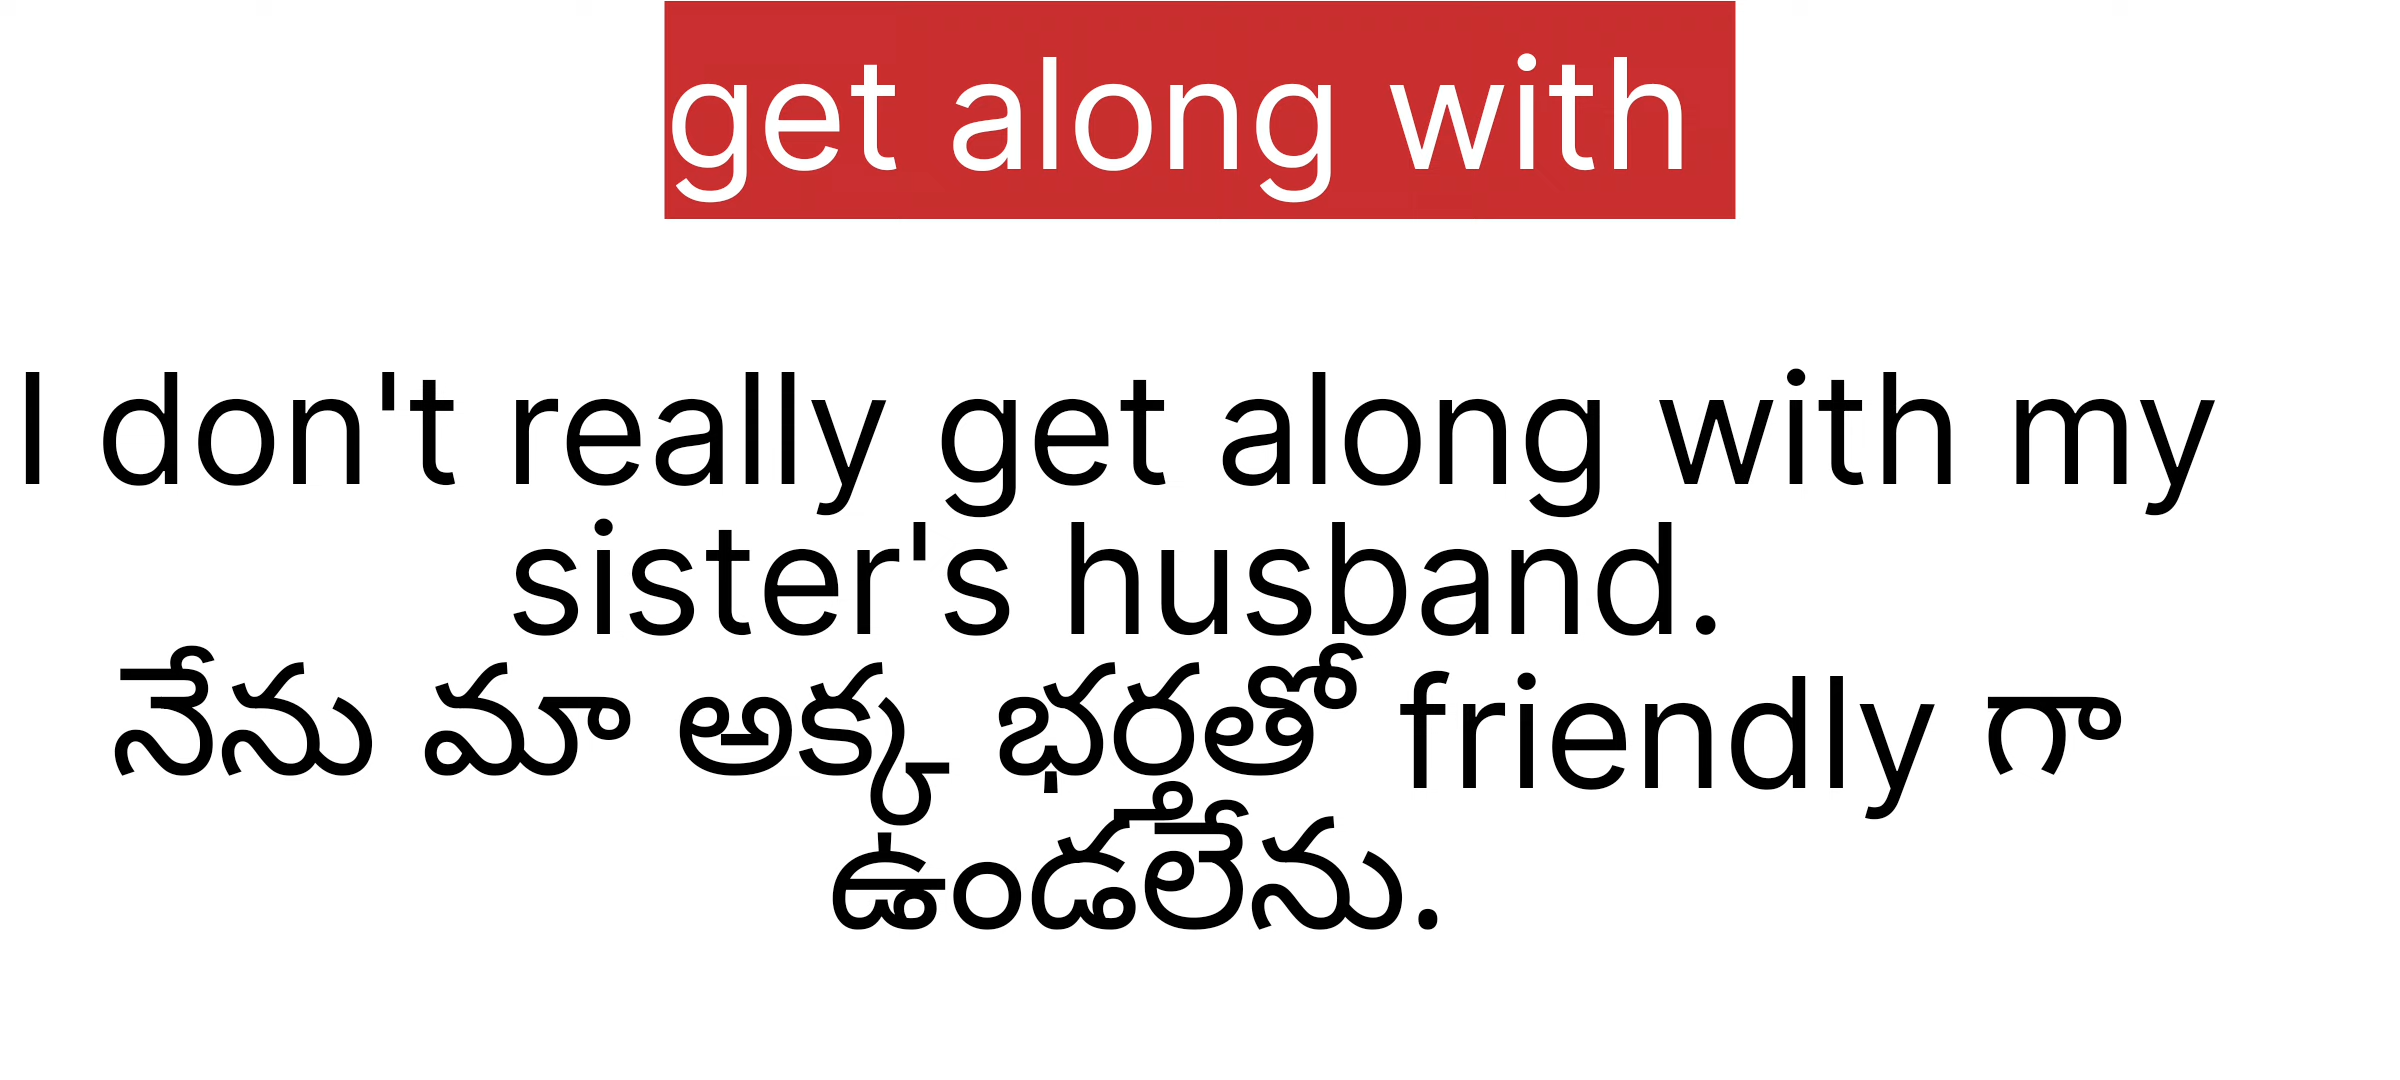 get along with
I don't really get along with my
sister's husband.
నేను మా అక్క భర్తతో friendly గా
ఉండలేను.